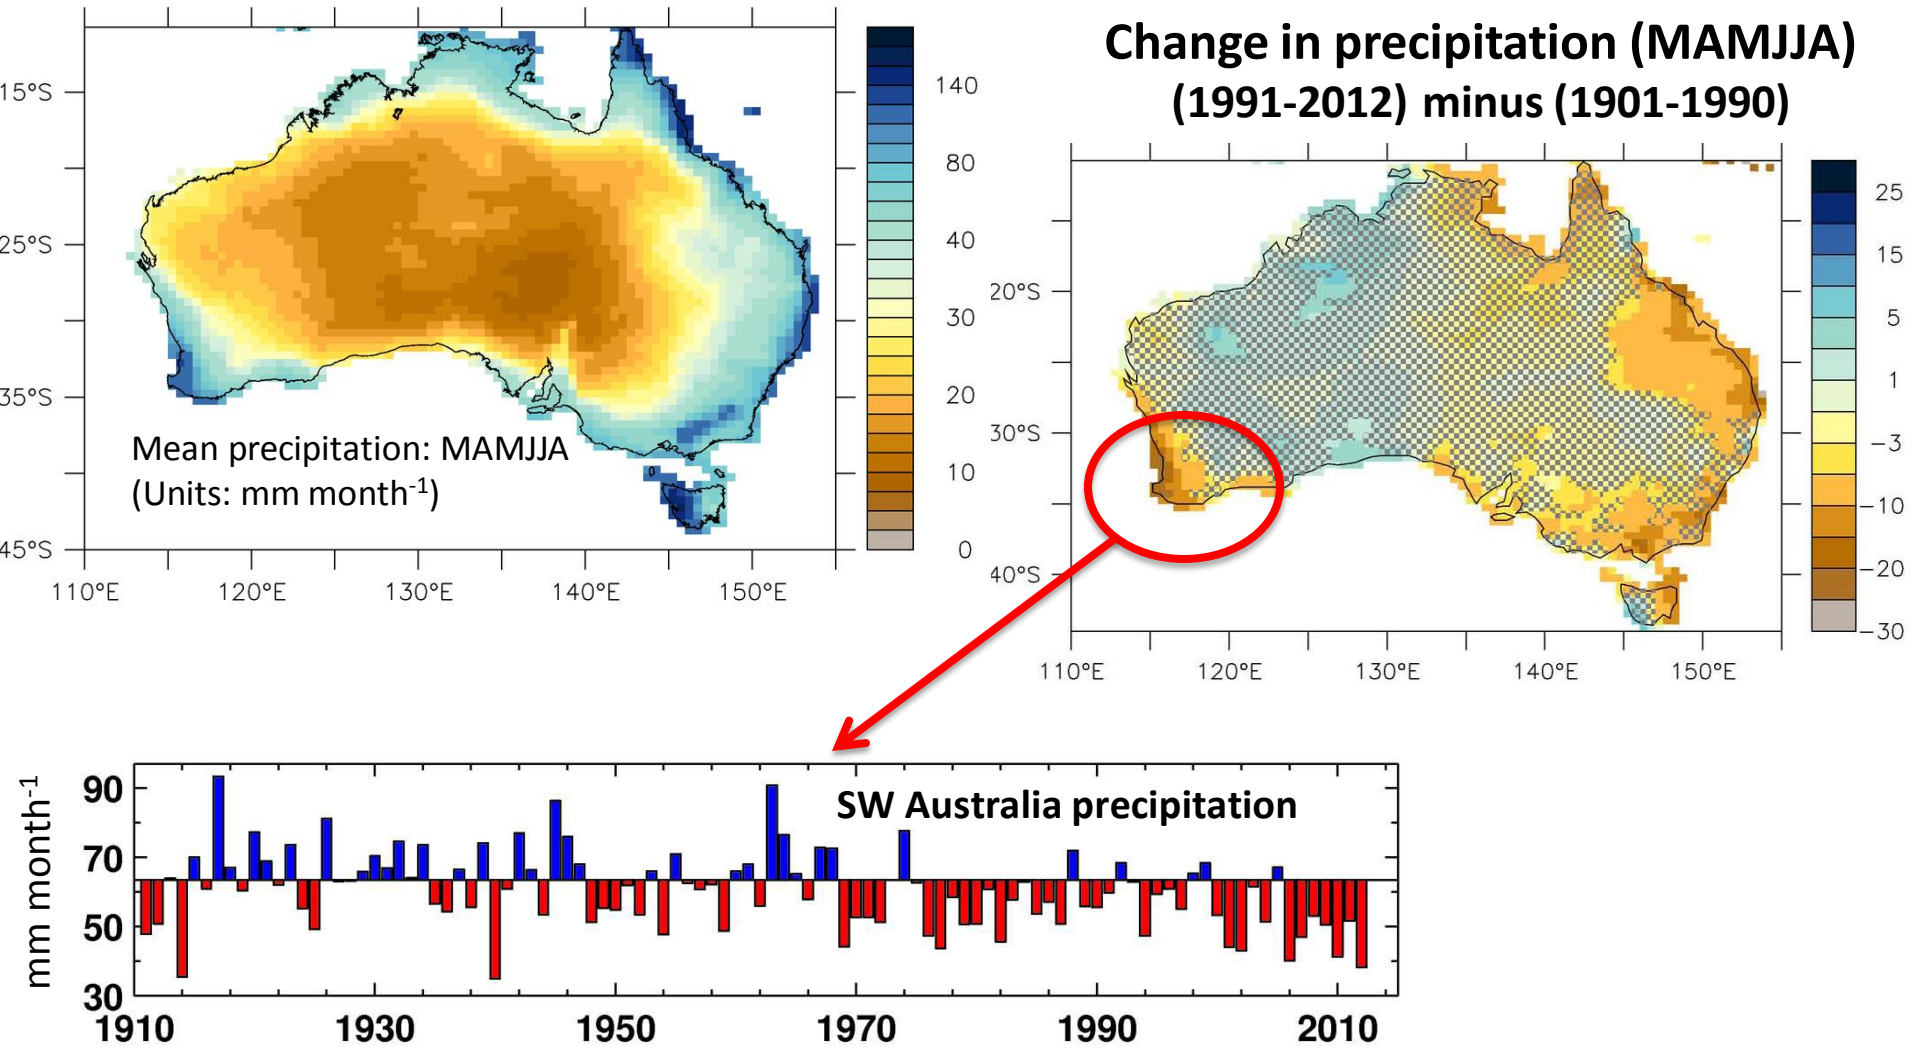 Change in precipitation (MAMJJA)
(1991-2012) minus (1901-1990)
15°S
25°S
35°S
45°S
110°E 120°E 130°E 140°E 150°E
140
80
40
30
20
10
0
Mean precipitation: MAMJJA
(Units: mm month-1)
20°S
30°S
40°S
110°E 120°E 130°E 140°E 150°E
25
15
5
1
-3
-10
-20
-30
SW Australia precipitation
mm month-1
90
70
50
30
1910 1930 1950 1970 1990 2010